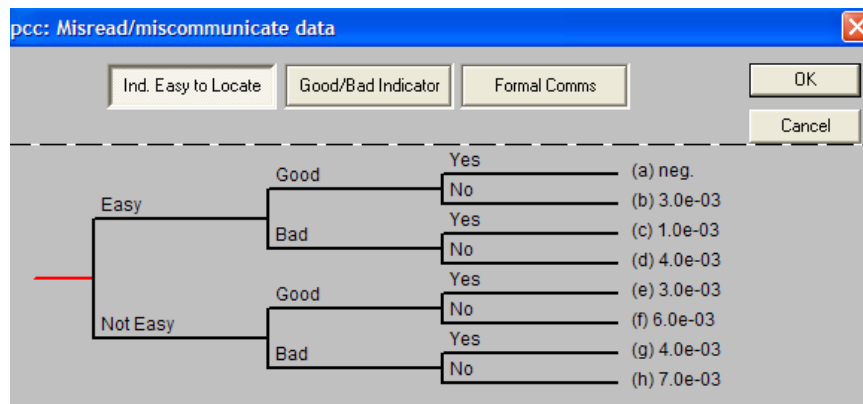 pcc: Misread/miscommunicate data
Ind. Easy to Locate Good/Bad Indicator Formal Comms OK
Cancel
Yes (a) neg.
Good
No (b) 3.0e-03
Easy
Yes (c) 1.0e-03
Bad
No (d) 4.0e-03
Yes (e) 3.0e-03
Good
No (f) 6.0e-03
Not Easy
Yes (g) 4.0e-03
Bad
No (h) 7.0e-03